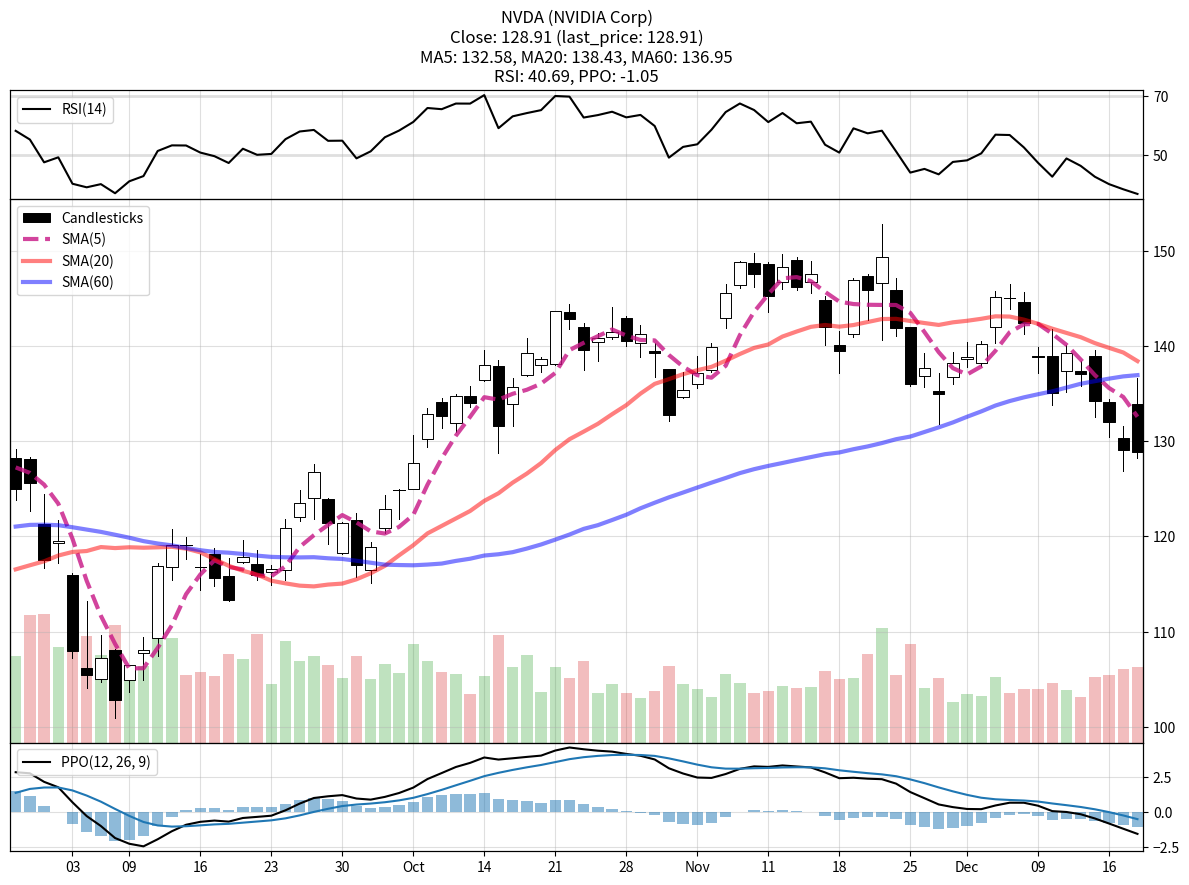 NVDA (NVIDIA Corp)
Close: 128.91 (last_price: 128.91)
MA5: 132.58, MA20: 138.43, MA60: 136.95
RSI: 40.69, PPO: -1.05
RSI(14)
70
50
Candlesticks
SMA(5)
SMA(20)
SMA(60)
150
140
130
120
110
100
PPO(12, 26, 9)
2.5
0.0
−2.5
03 09 16 23 30 Oct 14 21 28 Nov 11 18 25 Dec 09 16